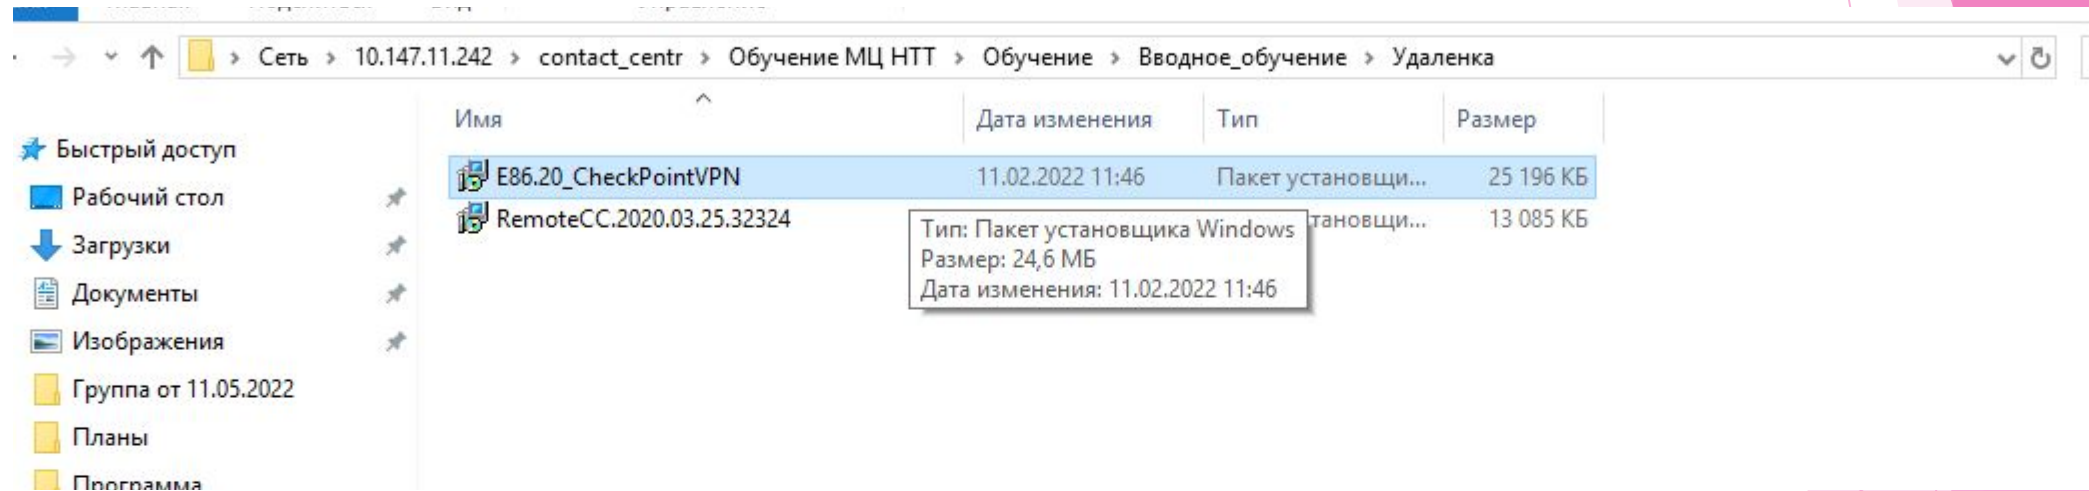 Сеть > 10.147.11.242 > contact_centr > Обучение МЦ НТТ > Обучение > Вводное_обучение > Удаленка
Имя Дата изменения Тип Размер
Быстрый доступ
Рабочий стол
Загрузки
Документы
Изображения
Группа от 11.05.2022
Планы
Программа
E86.20_CheckPointVPN 11.02.2022 11:46 Пакет установщи... 25 196 КБ
RemoteCC.2020.03.25.32324 тановщи... 13 085 КБ
Тип: Пакет установщика Windows
Размер: 24,6 МБ
Дата изменения: 11.02.2022 11:46